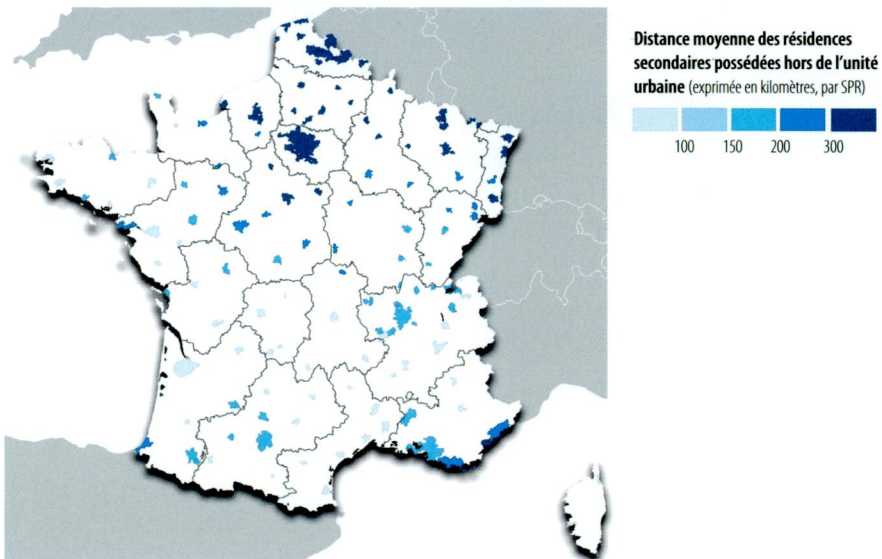 Distance moyenne des résidences
secondaires possédées hors de l'unité
urbaine (exprimée en kilomètres, par SPR)
100 150 200 300